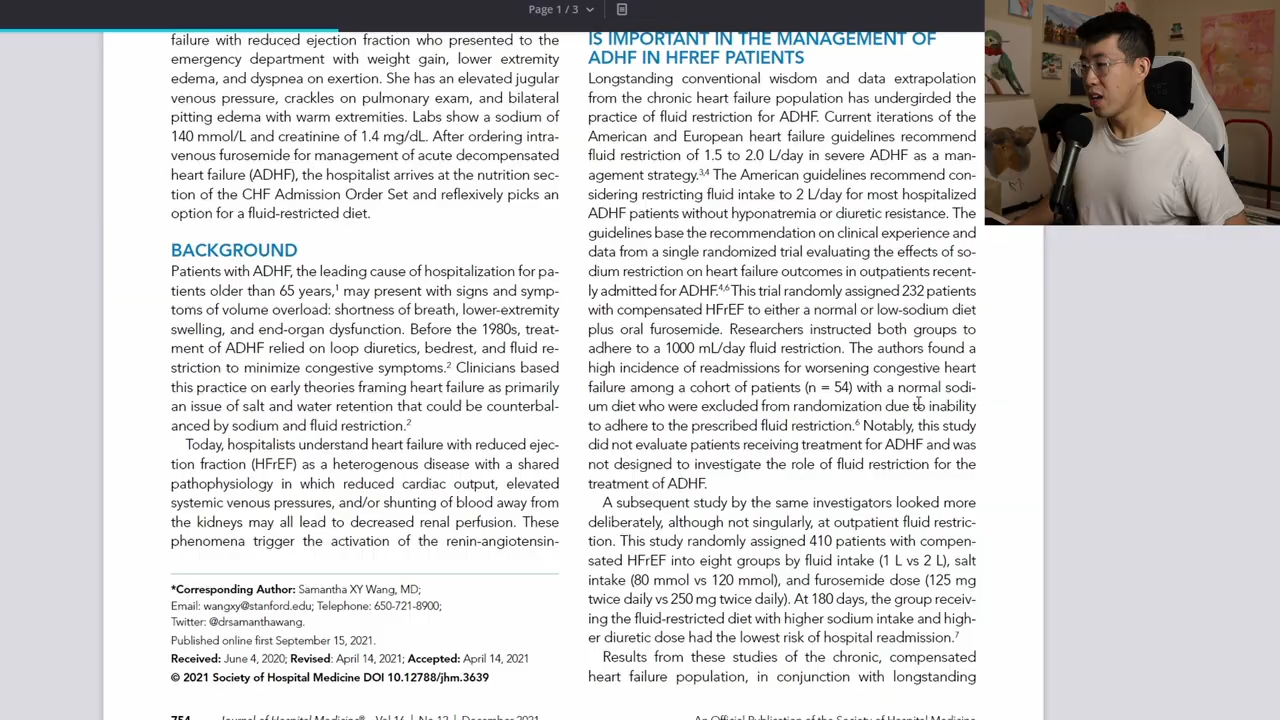 Page 1 / 3
failure with reduced ejection fraction who presented to the
emergency department with weight gain, lower extremity
edema, and dyspnea on exertion. She has an elevated jugular
venous pressure, crackles on pulmonary exam, and bilateral
pitting edema with warm extremities. Labs show a sodium of
140 mmol/L and creatinine of 1.4 mg/dL. After ordering intra-
venous furosemide for management of acute decompensated
heart failure (ADHF), the hospitalist arrives at the nutrition sec-
tion of the CHF Admission Order Set and reflexively picks an
option for a fluid-restricted diet.
BACKGROUND
Patients with ADHF, the leading cause of hospitalization for pa-
tients older than 65 years,¹ may present with signs and symp-
toms of volume overload: shortness of breath, lower-extremity
swelling, and end-organ dysfunction. Before the 1980s, treat-
ment of ADHF relied on loop diuretics, bedrest, and fluid re-
striction to minimize congestive symptoms.² Clinicians based
this practice on early theories framing heart failure as primarily
an issue of salt and water retention that could be counterbal-
anced by sodium and fluid restriction.²
Today, hospitalists understand heart failure with reduced ejec-
tion fraction (HFrEF) as a heterogenous disease with a shared
pathophysiology in which reduced cardiac output, elevated
systemic venous pressures, and/or shunting of blood away from
the kidneys may all lead to decreased renal perfusion. These
phenomena trigger the activation of the renin-angiotensin-
*Corresponding Author: Samantha XY Wang, MD;
Email: wangxy@stanford.edu; Telephone: 650-721-8900;
Twitter: @drsamanthawang.
Published online first September 15, 2021.
Received: June 4, 2020; Revised: April 14, 2021; Accepted: April 14, 2021
© 2021 Society of Hospital Medicine DOI 10.12788/jhm.3639
IS IMPORTANT IN THE MANAGEMENT OF
ADHF IN HFREF PATIENTS
Longstanding conventional wisdom and data extrapolation
from the chronic heart failure population has undergirded the
practice of fluid restriction for ADHF. Current iterations of the
American and European heart failure guidelines recommend
fluid restriction of 1.5 to 2.0 L/day in severe ADHF as a man-
agement strategy.³,⁴ The American guidelines recommend con-
sidering restricting fluid intake to 2 L/day for most hospitalized
ADHF patients without hyponatremia or diuretic resistance. The
guidelines base the recommendation on clinical experience and
data from a single randomized trial evaluating the effects of so-
dium restriction on heart failure outcomes in outpatients recent-
ly admitted for ADHF.⁴,⁶ This trial randomly assigned 232 patients
with compensated HFrEF to either a normal or low-sodium diet
plus oral furosemide. Researchers instructed both groups to
adhere to a 1000 mL/day fluid restriction. The authors found a
high incidence of readmissions for worsening congestive heart
failure among a cohort of patients (n = 54) with a normal sodi-
um diet who were excluded from randomization due to inability
to adhere to the prescribed fluid restriction.⁶ Notably, this study
did not evaluate patients receiving treatment for ADHF and was
not designed to investigate the role of fluid restriction for the
treatment of ADHF.
A subsequent study by the same investigators looked more
deliberately, although not singularly, at outpatient fluid restric-
tion. This study randomly assigned 410 patients with compen-
sated HFrEF into eight groups by fluid intake (1 L vs 2 L), salt
intake (80 mmol vs 120 mmol), and furosemide dose (125 mg
twice daily vs 250 mg twice daily). At 180 days, the group receiv-
ing the fluid-restricted diet with higher sodium intake and high-
er diuretic dose had the lowest risk of hospital readmission.⁷
Results from these studies of the chronic, compensated
heart failure population, in conjunction with longstanding
754 Journal of Hospital Medicine® Vol 16 | No 12 | December 2021
An Official Publication of the Society of Hospital Medicine